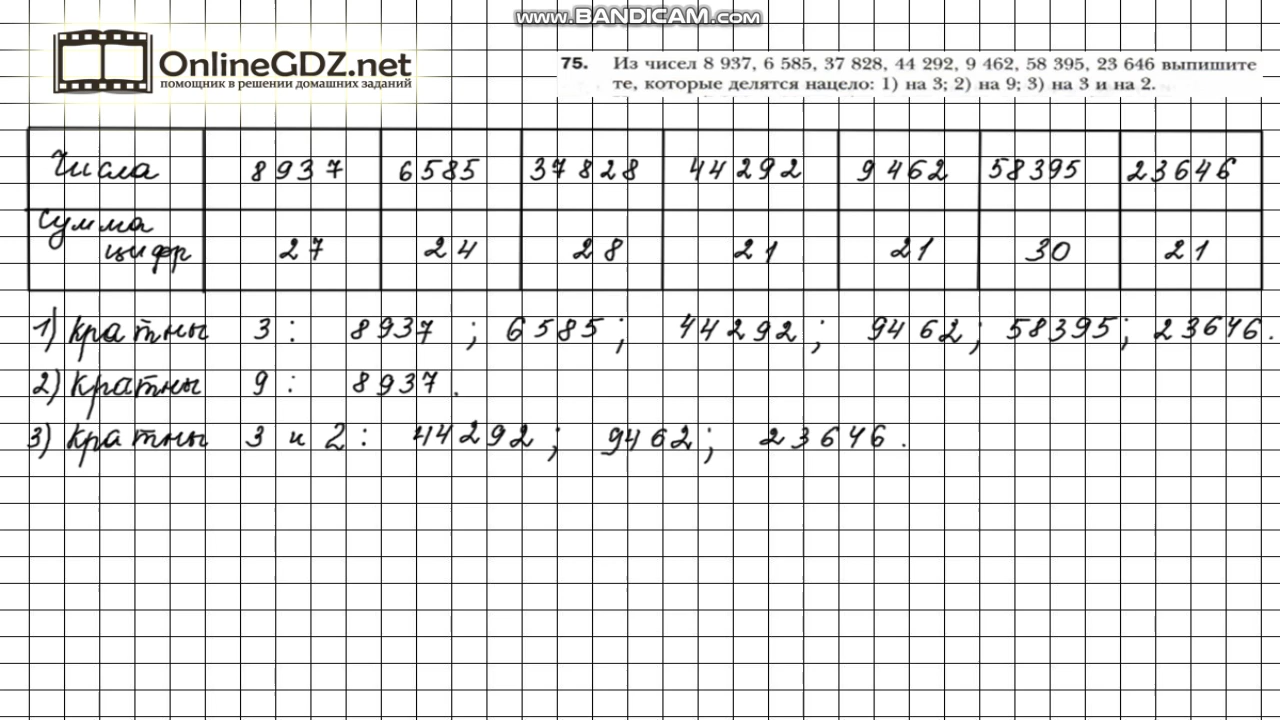 www.BANDICAM.com
OnlineGDZ.net
помощник в решении домашних заданий
75. Из чисел 8 937, 6 585, 37 828, 44 292, 9 462, 58 395, 23 646 выпишите
те, которые делятся нацело: 1) на 3; 2) на 9; 3) на 3 и на 2.
Числа 8937 6585 37828 44292 9462 58395 23646
Сумма
цифр 27 24 28 21 21 30 21
1) Кратны 3: 8937; 6585; 44292; 9462; 58395; 23646.
2) Кратны 9: 8937.
3) Кратны 3 и 2: 44292; 9462; 23646.